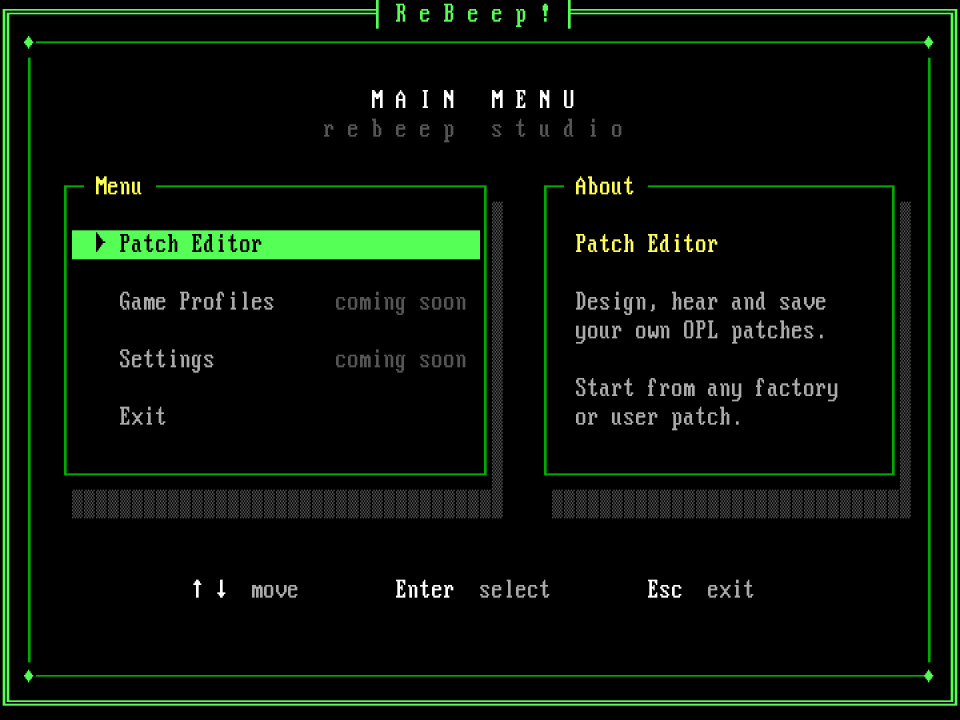 ReBeep!
MAIN MENU
rebeep studio
Menu
Patch Editor
Game Profiles coming soon
Settings coming soon
Exit
About
Patch Editor
Design, hear and save
your own OPL patches.
Start from any factory
or user patch.
↑ ↓ move Enter select Esc exit